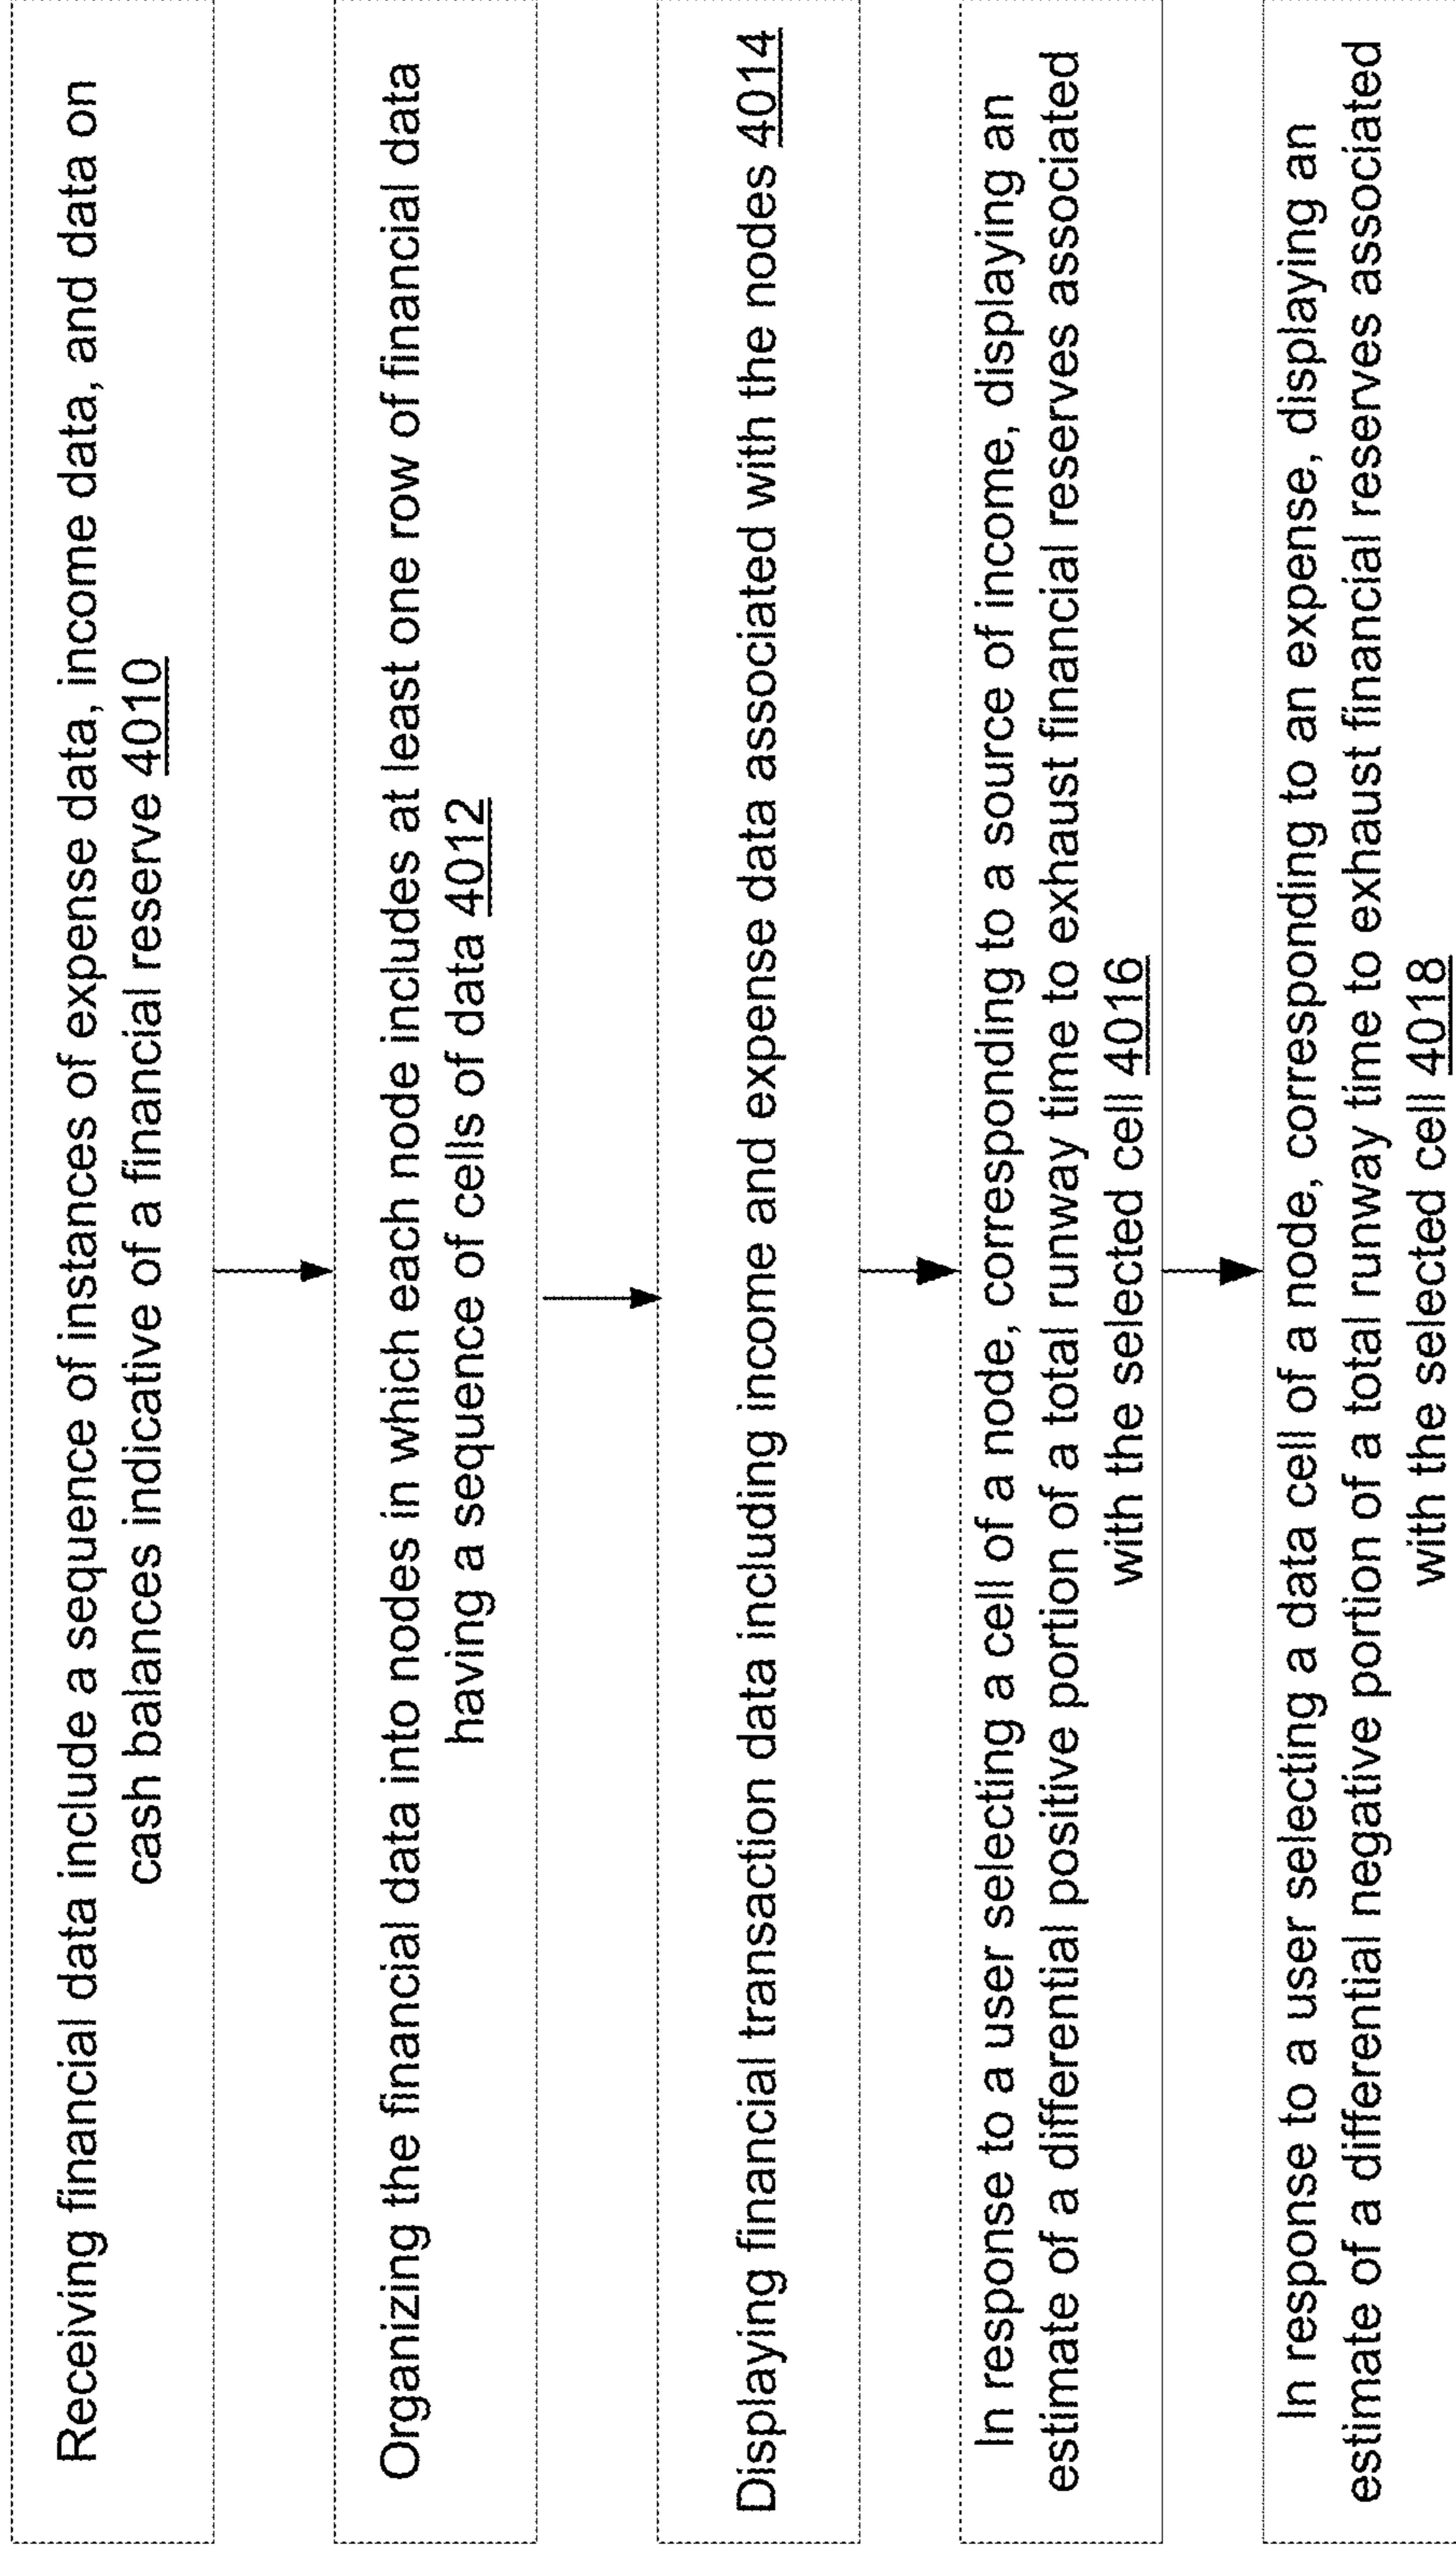 Receiving financial data include a sequence of instances of expense data, income data, and data on
cash balances indicative of a financial reserve 4010
Organizing the financial data into nodes in which each node includes at least one row of financial data
having a sequence of cells of data 4012
Displaying financial transaction data including income and expense data associated with the nodes 4014
In response to a user selecting a cell of a node, corresponding to a source of income, displaying an
estimate of a differential positive portion of a total runway time to exhaust financial reserves associated
with the selected cell 4016
In response to a user selecting a data cell of a node, corresponding to an expense, displaying an
estimate of a differential negative portion of a total runway time to exhaust financial reserves associated
with the selected cell 4018